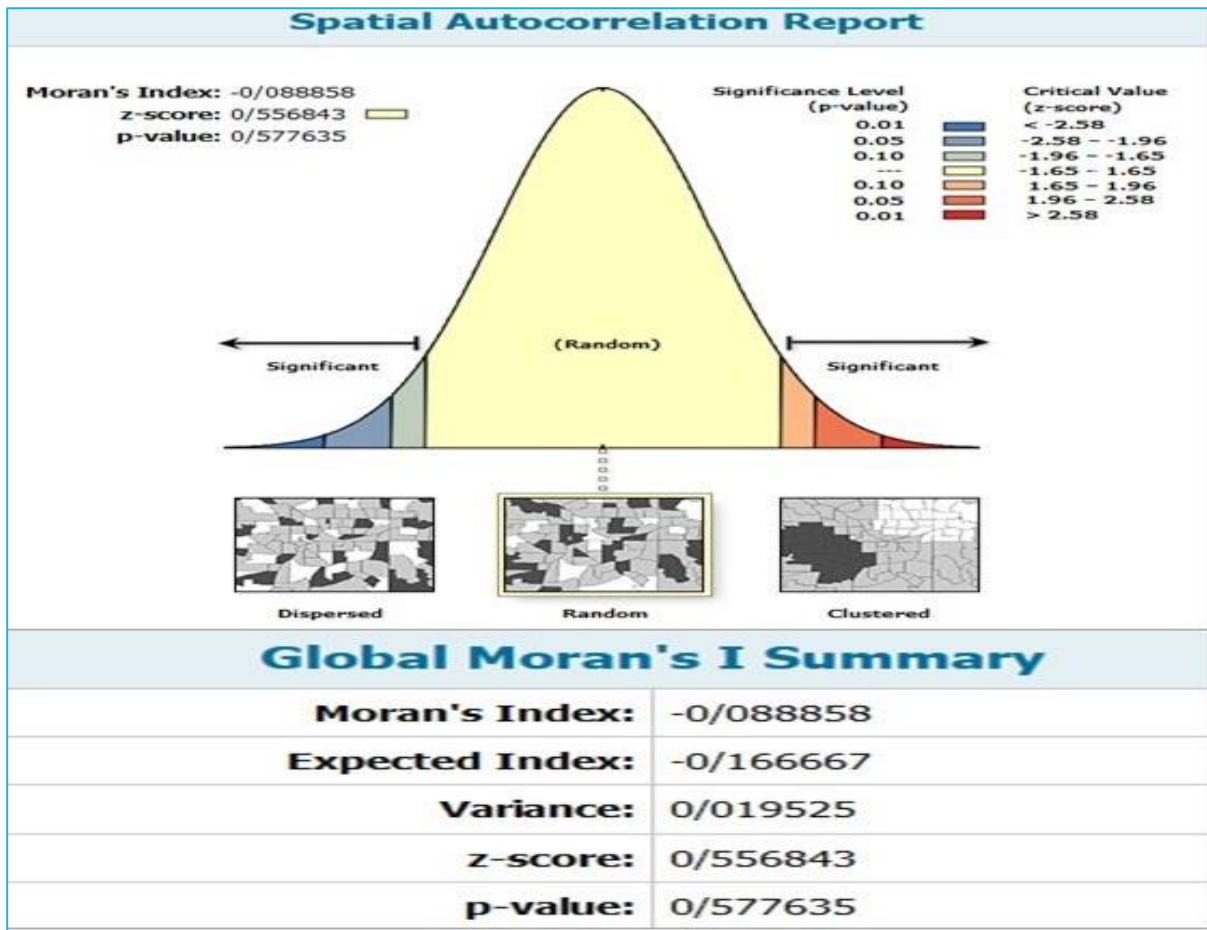 Spatial Autocorrelation Report
Moran's Index: -0/088858
z-score: 0/556843
p-value: 0/577635
Significance Level (p-value)
Critical Value (z-score)
0.01 < -2.58
0.05 -2.58 - -1.96
0.10 -1.96 - -1.65
--- -1.65 - 1.65
0.10 1.65 - 1.96
0.05 1.96 - 2.58
0.01 > 2.58
Significant
(Random)
Significant
Dispersed
Random
Clustered
Global Moran's I Summary
Moran's Index: -0/088858
Expected Index: -0/166667
Variance: 0/019525
z-score: 0/556843
p-value: 0/577635